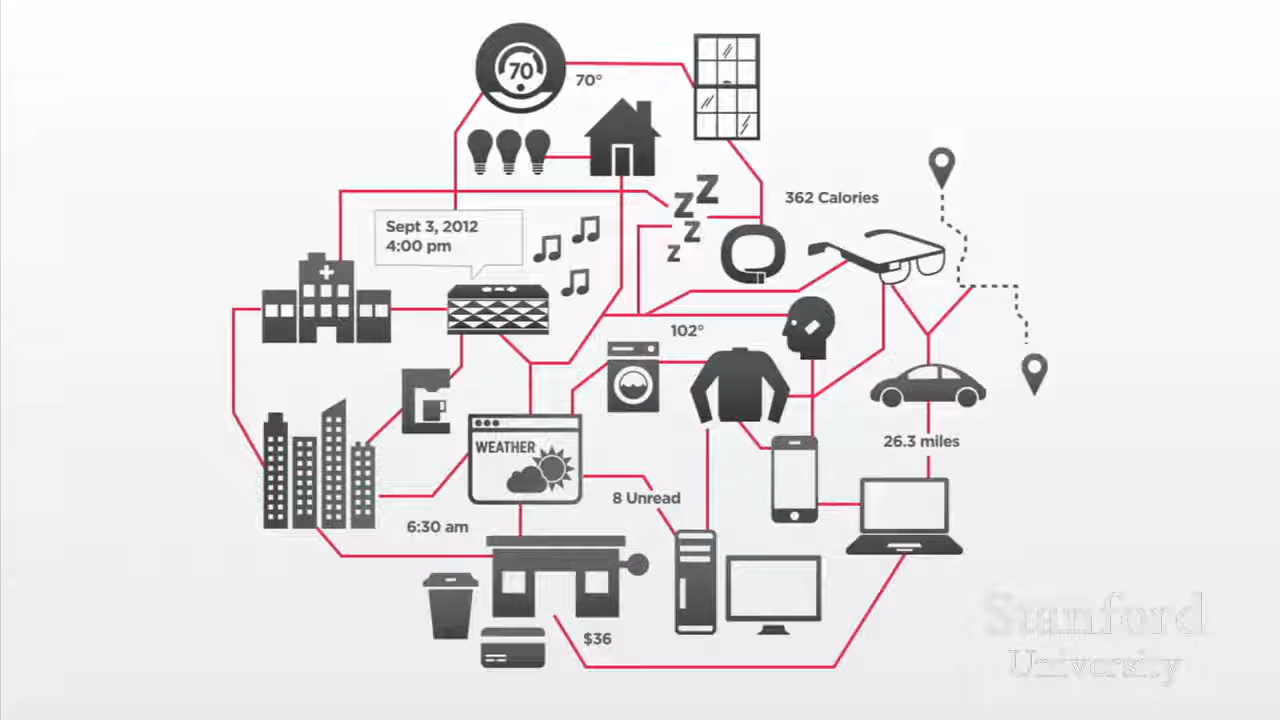 70
70°
Z
Z
Z
Z
362 Calories
Sept 3, 2012
4:00 pm
102°
26.3 miles
WEATHER
8 Unread
6:30 am
$36
Stanford
University